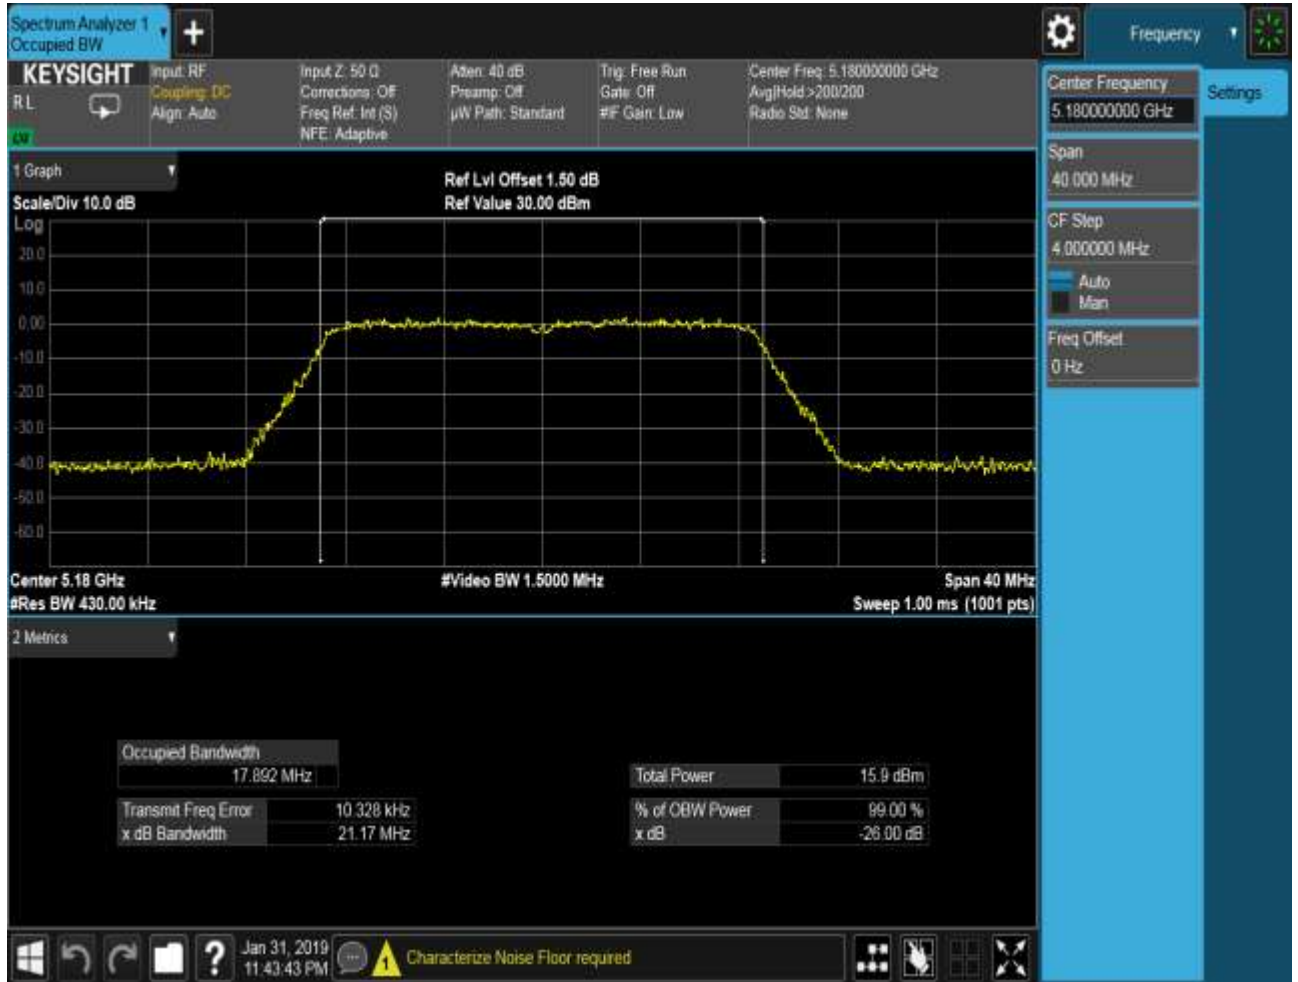 Spectrum Analyzer 1
Occupied BW
Frequency
KEYSIGHT
R L
Input: RF
Coupling: DC
Align: Auto
Input Z: 50 Ω
Corrections: Off
Freq Ref: Int (S)
NFE: Adaptive
Atten: 40 dB
Preamp: Off
µW Path: Standard
Trig: Free Run
Gate: Off
#IF Gain: Low
Center Freq: 5.180000000 GHz
Avg|Hold:>200/200
Radio Std: None
Center Frequency
5.180000000 GHz
Settings
Span
40.000 MHz
CF Step
4.000000 MHz
Auto
Man
Freq Offset
0 Hz
1 Graph
Scale/Div 10.0 dB
Ref Lvl Offset 1.50 dB
Ref Value 30.00 dBm
Log
20.0
10.0
0.00
-10.0
-20.0
-30.0
-40.0
-50.0
-60.0
Center 5.18 GHz
#Video BW 1.5000 MHz
Span 40 MHz
#Res BW 430.00 kHz
Sweep 1.00 ms (1001 pts)
2 Metrics
Occupied Bandwidth
17.892 MHz
Total Power 15.9 dBm
Transmit Freq Error 10.328 kHz
% of OBW Power 99.00 %
x dB Bandwidth 21.17 MHz
x dB -26.00 dB
Jan 31, 2019
11:43:43 PM
1
Characterize Noise Floor required